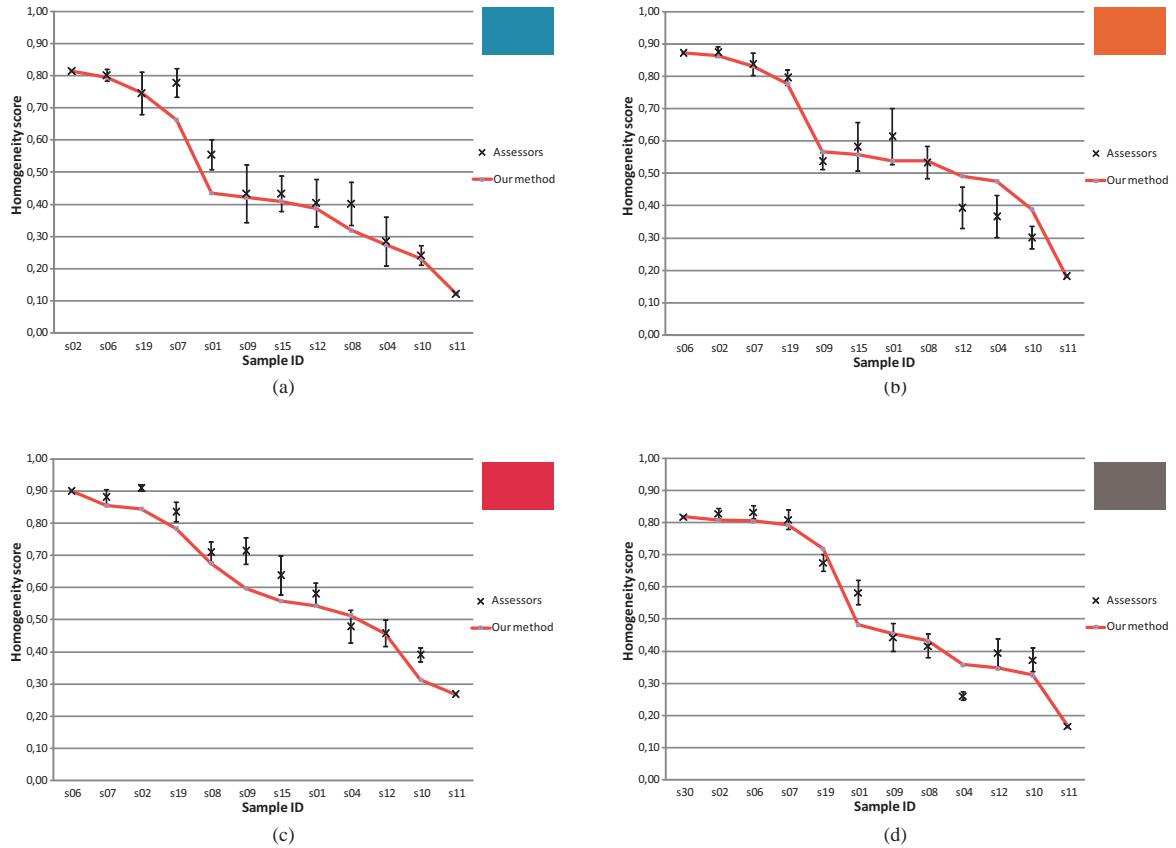 1,00
0,90
0,80
0,70
0,60
0,50
0,40
0,30
0,20
0,10
0,00
Homogeneity score
s02 s06 s19 s07 s01 s09 s15 s12 s08 s04 s10 s11
Sample ID
Assessors
Our method
(a)
1,00
0,90
0,80
0,70
0,60
0,50
0,40
0,30
0,20
0,10
0,00
Homogeneity score
s06 s02 s07 s19 s09 s15 s01 s08 s12 s04 s10 s11
Sample ID
Assessors
Our method
(b)
1,00
0,90
0,80
0,70
0,60
0,50
0,40
0,30
0,20
0,10
0,00
Homogeneity score
s06 s07 s02 s19 s08 s09 s15 s01 s04 s12 s10 s11
Sample ID
Assessors
Our method
(c)
1,00
0,90
0,80
0,70
0,60
0,50
0,40
0,30
0,20
0,10
0,00
Homogeneity score
s30 s02 s06 s07 s19 s01 s09 s08 s04 s12 s10 s11
Sample ID
Assessors
Our method
(d)